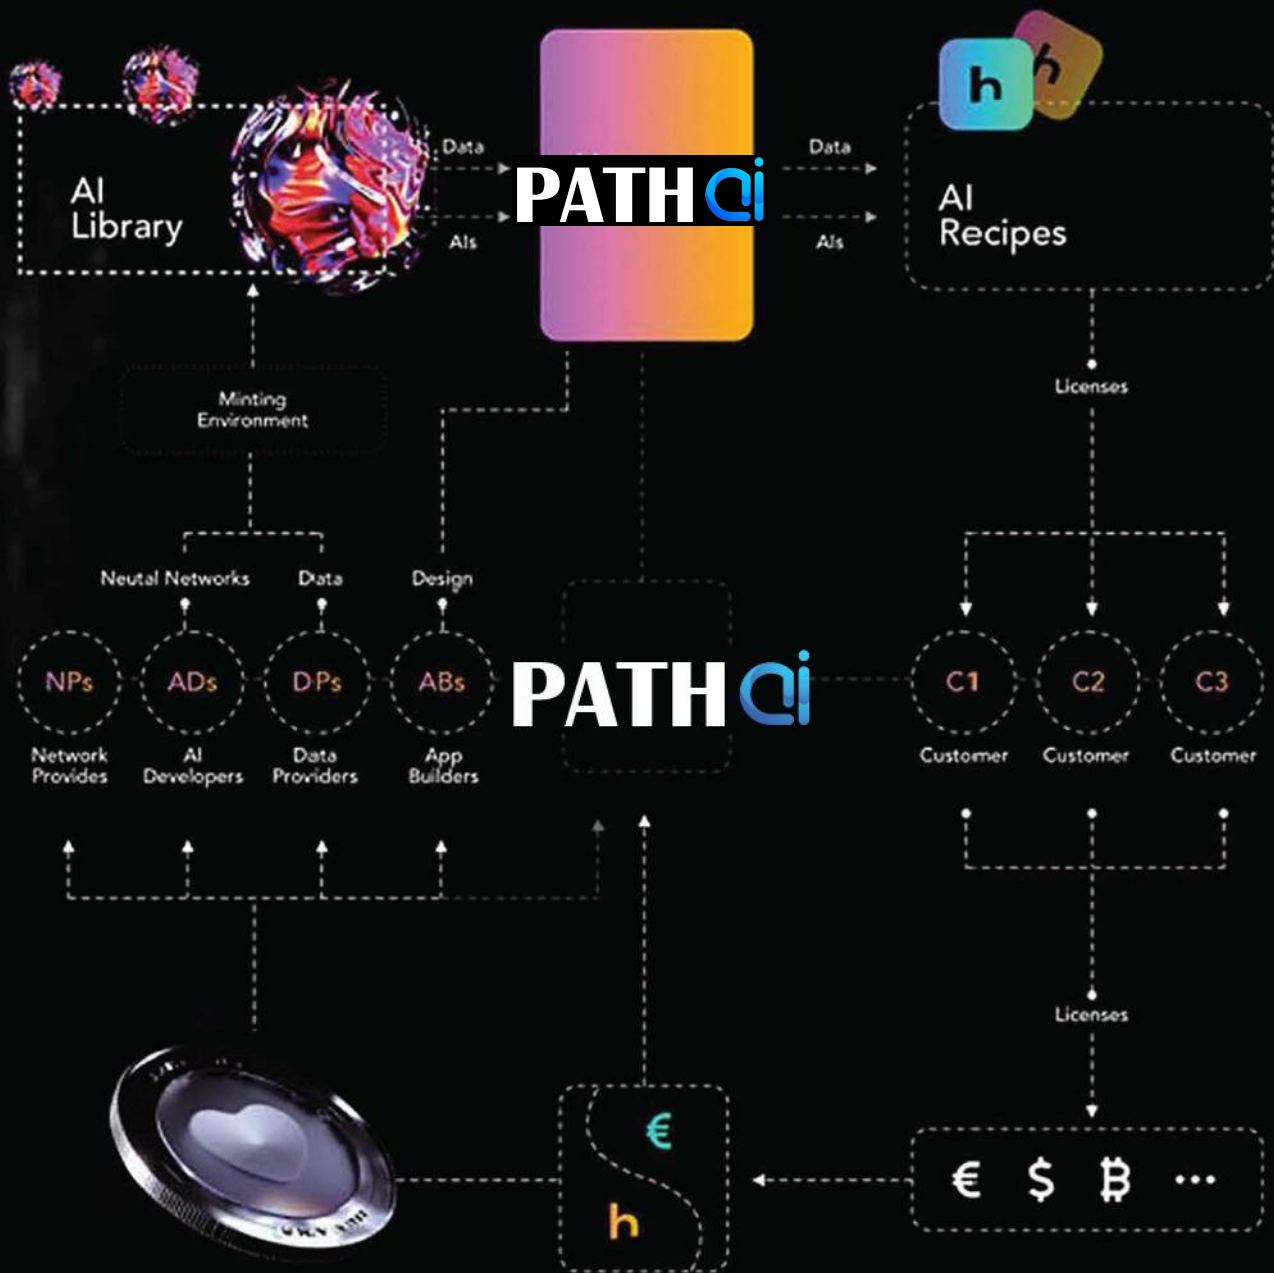 h
h
Data
Data
AI
Library
PATH ai
AI
Recipes
AIs
AIs
Minting
Environment
Licenses
Neutal Networks
Data
Design
NPs
ADs
DPs
ABs
PATH ai
C1
C2
C3
Network
Provides
AI
Developers
Data
Providers
App
Builders
Customer
Customer
Customer
Licenses
€
€ $ ₿ ...
h